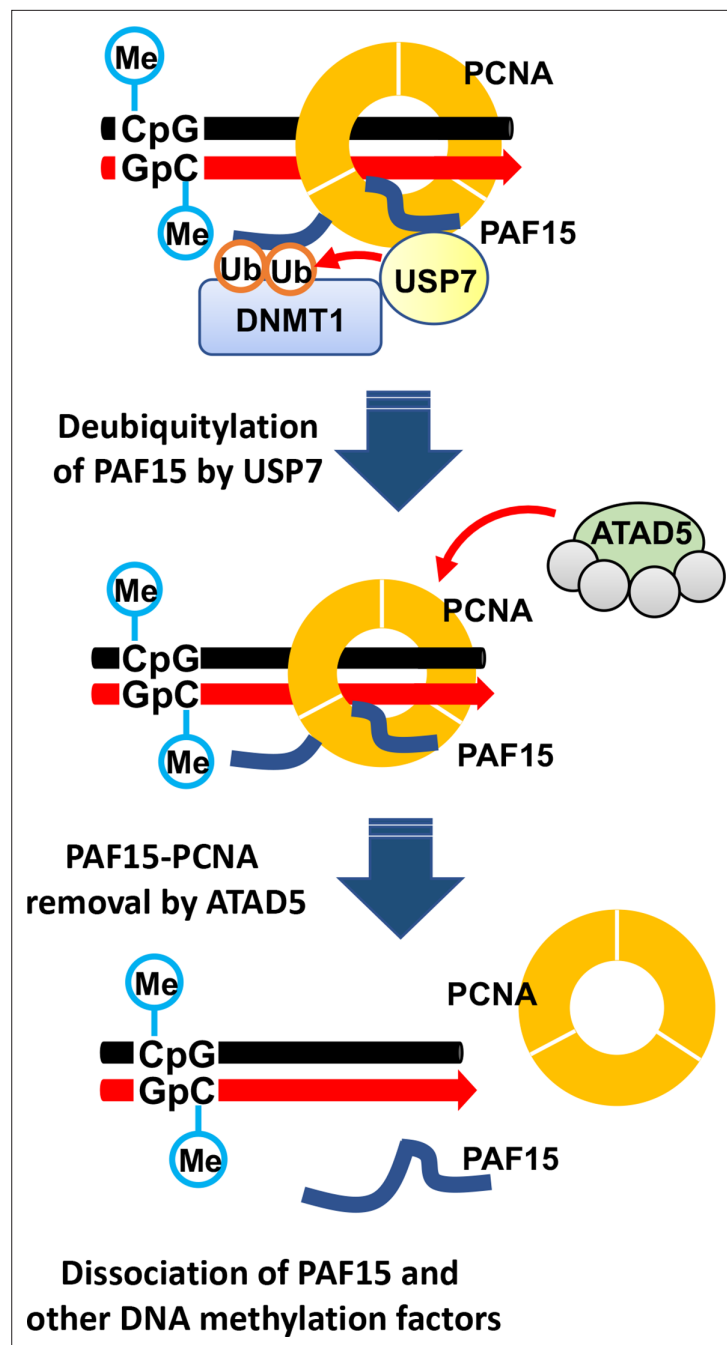 Me
PCNA
CpG
GpC
Me
PAF15
Ub Ub
USP7
DNMT1
Deubiquitylation
of PAF15 by USP7
ATAD5
Me
PCNA
CpG
GpC
Me
PAF15
PAF15-PCNA
removal by ATAD5
Me
PCNA
CpG
GpC
Me
PAF15
Dissociation of PAF15 and
other DNA methylation factors